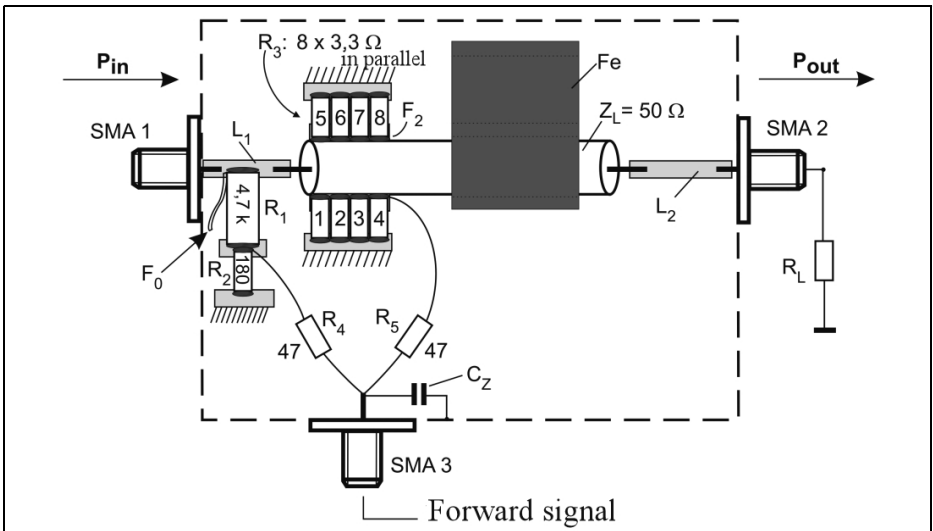 R3: 8 x 3,3 Ω
in parallel
Pin
Pout
Fe
5 6 7 8
F2
ZL= 50 Ω
SMA 1
L1
SMA 2
4,7 k
R1
1 2 3 4
L2
F0
R2
180
R4
47
R5
47
RL
CZ
SMA 3
Forward signal